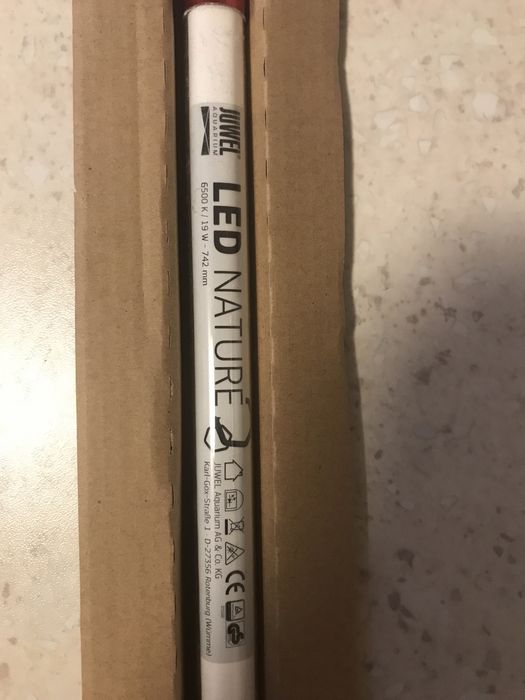 JUWEL®
AQUARIUM
LED NATURE
6500 K / 19 W – 742 mm
CE
JUWEL Aquarium AG & Co. KG
Karl-Göx-Straße 1 · D-27356 Rotenburg (Wümme)